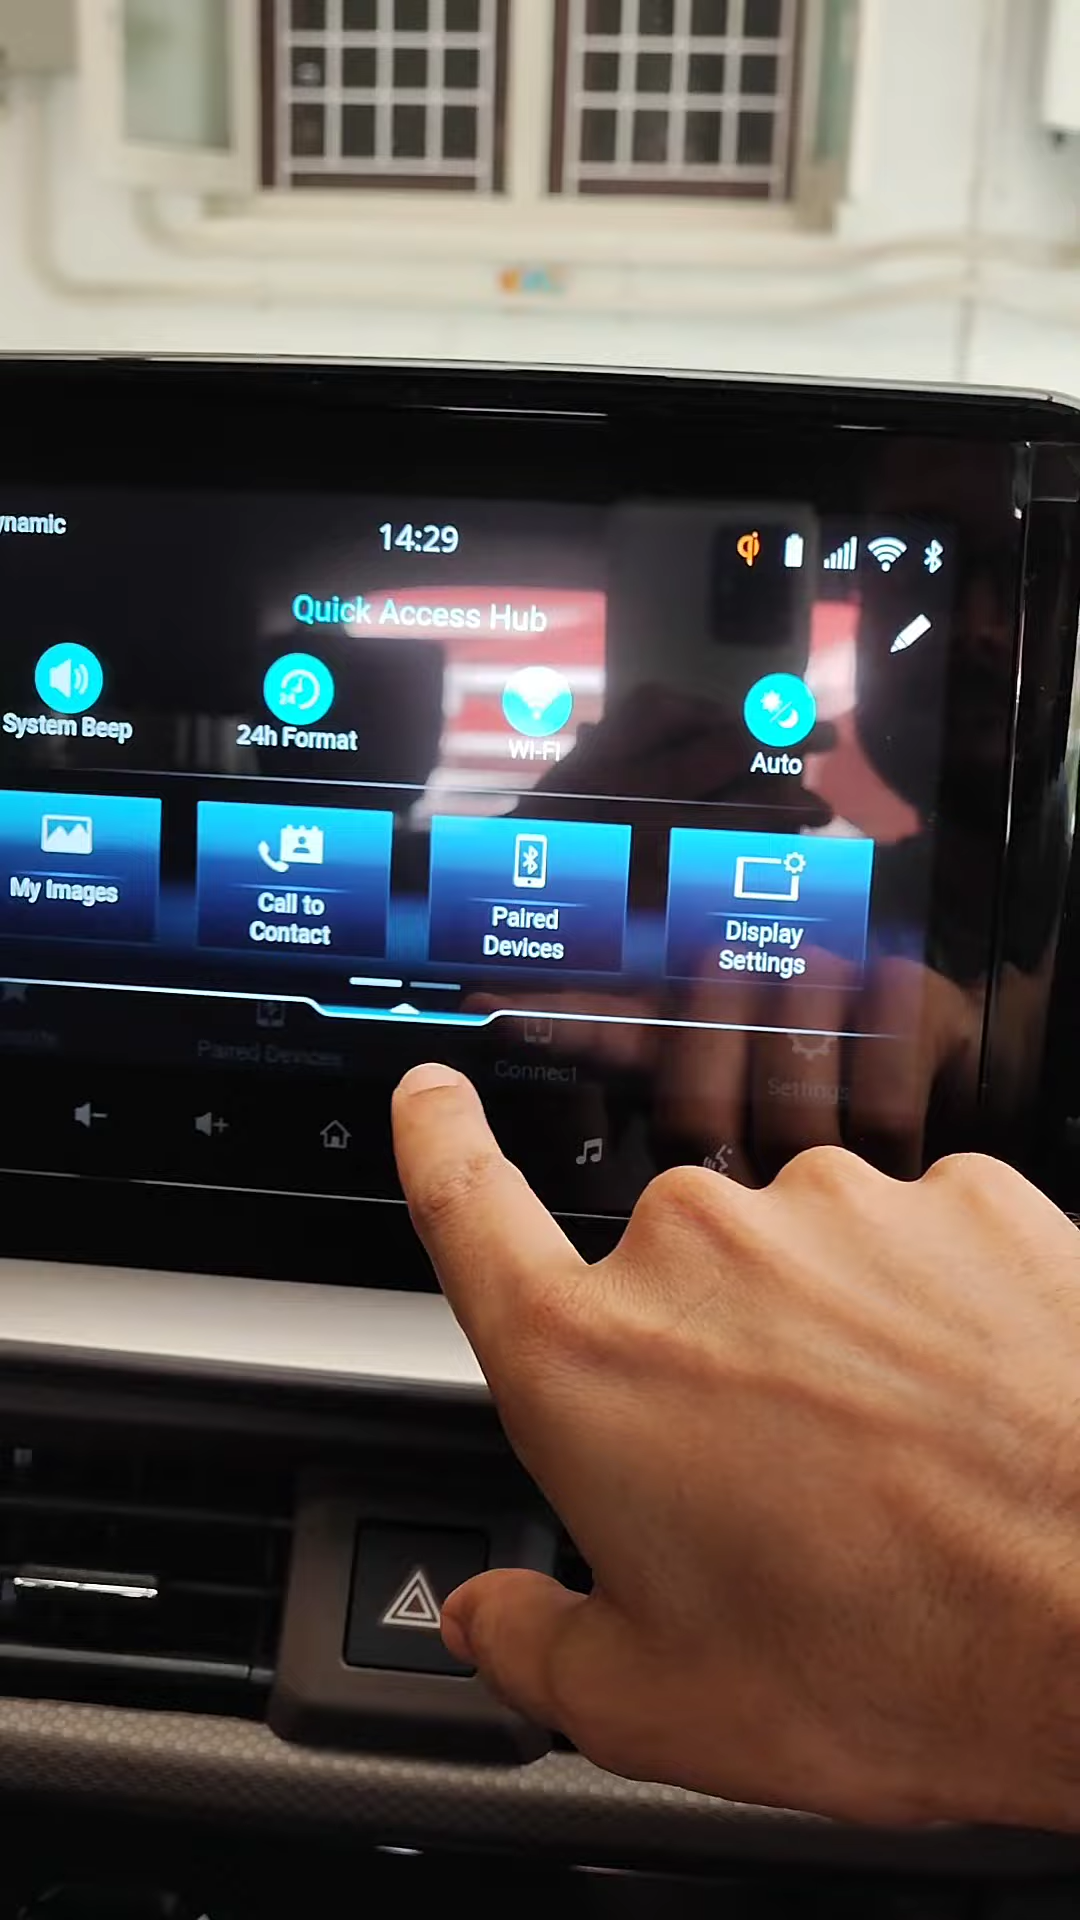 ynamic
14:29
Quick Access Hub
System Beep
24h Format
Wi-Fi
Auto
My Images
Call to
Contact
Paired
Devices
Display
Settings
Paired Devices
Connect
Settings